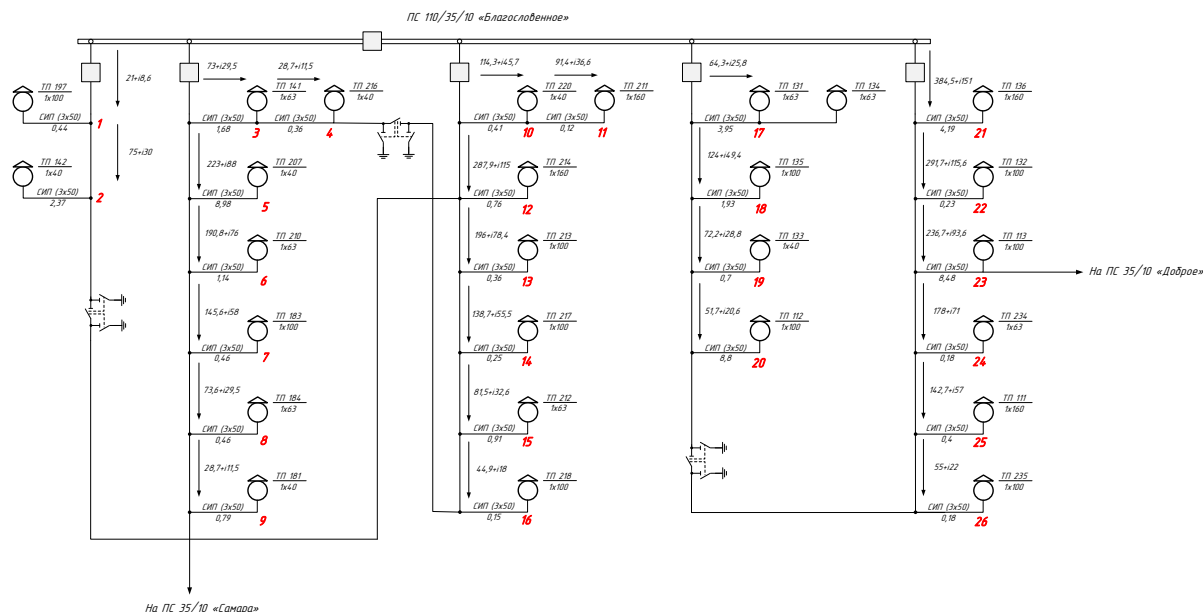 ПС 110/35/10 «Благословенное»
21+i8,6
ТП 197
1х100
СИП (3х50)
0,44
1
75+i30
ТП 142
1х40
СИП (3х50)
2,37
2
73+i29,5
28,7+i11,5
ТП 141
1х63
СИП (3х50)
1,68
3
ТП 216
1х40
СИП (3х50)
0,36
4
223+i88
ТП 207
1х40
СИП (3х50)
8,98
5
190,8+i76
ТП 210
1х63
СИП (3х50)
1,14
6
145,6+i58
ТП 183
1х100
СИП (3х50)
0,46
7
73,6+i29,5
ТП 184
1х63
СИП (3х50)
0,46
8
28,7+i11,5
ТП 181
1х40
СИП (3х50)
0,79
9
На ПС 35/10 «Самара»
114,3+i45,7
91,4+i36,6
ТП 220
1х40
СИП (3х50)
0,41
10
ТП 211
1х160
СИП (3х50)
0,12
11
287,9+i115
ТП 214
1х160
СИП (3х50)
0,76
12
196+i78,4
ТП 213
1х100
СИП (3х50)
0,36
13
138,7+i55,5
ТП 217
1х100
СИП (3х50)
0,25
14
81,5+i32,6
ТП 212
1х63
СИП (3х50)
0,91
15
44,9+i18
ТП 218
1х100
СИП (3х50)
0,15
16
64,3+i25,8
ТП 131
1х63
ТП 134
1х63
СИП (3х50)
3,95
17
124+i49,4
ТП 135
1х100
СИП (3х50)
1,93
18
72,2+i28,8
ТП 133
1х40
СИП (3х50)
0,7
19
51,7+i20,6
ТП 112
1х100
СИП (3х50)
8,8
20
384,5+i151
ТП 136
1х160
СИП (3х50)
4,19
21
291,7+i115,6
ТП 132
1х100
СИП (3х50)
0,23
22
236,7+i93,6
ТП 113
1х100
СИП (3х50)
8,48
23
На ПС 35/10 «Доброе»
178+i71
ТП 234
1х63
СИП (3х50)
0,18
24
142,7+i57
ТП 111
1х160
СИП (3х50)
0,4
25
55+i22
ТП 235
1х100
СИП (3х50)
0,18
26